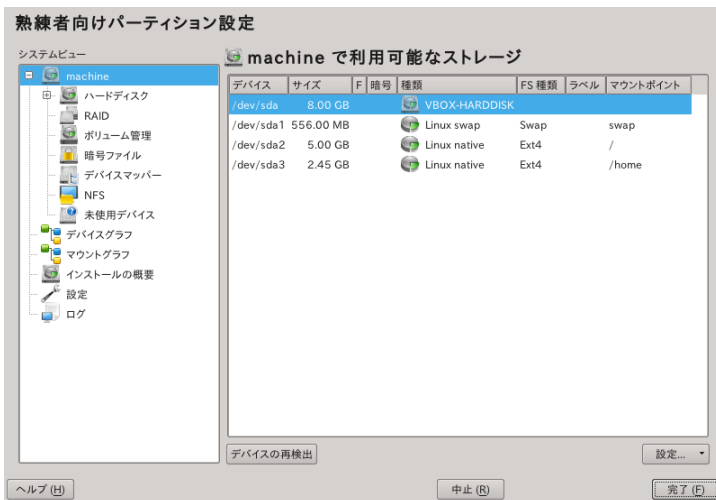 熟練者向けパーティション設定
システムビュー
machine
ハードディスク
RAID
ボリューム管理
暗号ファイル
デバイスマッパー
NFS
未使用デバイス
デバイスグラフ
マウントグラフ
インストールの概要
設定
ログ
machine で利用可能なストレージ
デバイス サイズ F 暗号 種類 FS 種類 ラベル マウントポイント
/dev/sda 8.00 GB VBOX-HARDDISK
/dev/sda1 556.00 MB Linux swap Swap swap
/dev/sda2 5.00 GB Linux native Ext4 /
/dev/sda3 2.45 GB Linux native Ext4 /home
デバイスの再検出 設定...
ヘルプ (H) 中止 (R) 完了 (F)